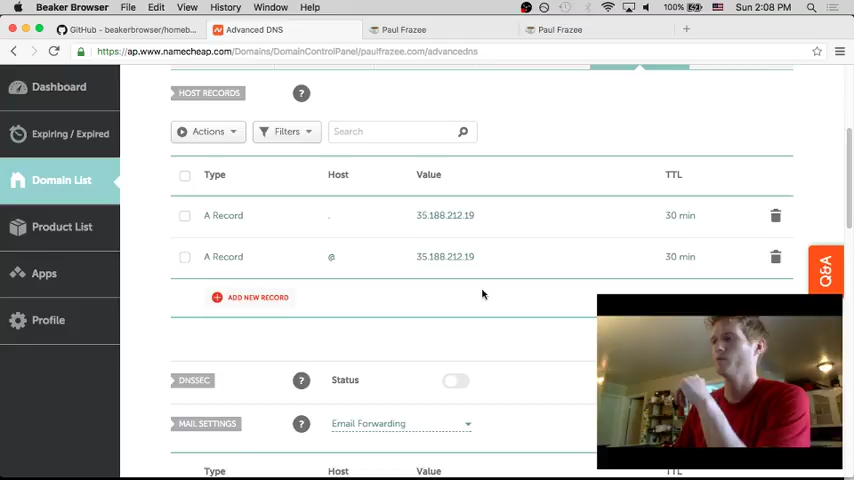 Beaker Browser File Edit View History Window Help 100% Sun 2:08 PM
GitHub - beakerbrowser/homeb... Advanced DNS Paul Frazee Paul Frazee
https://ap.www.namecheap.com/Domains/DomainControlPanel/paulfrazee.com/advancedns
Dashboard
Expiring / Expired
Domain List
Product List
Apps
Profile
HOST RECORDS ?
Actions Filters Search
Type Host Value TTL
A Record . 35.188.212.19 30 min
A Record @ 35.188.212.19 30 min
ADD NEW RECORD
Q&A
DNSSEC ? Status
MAIL SETTINGS ? Email Forwarding
Type Host Value TTL